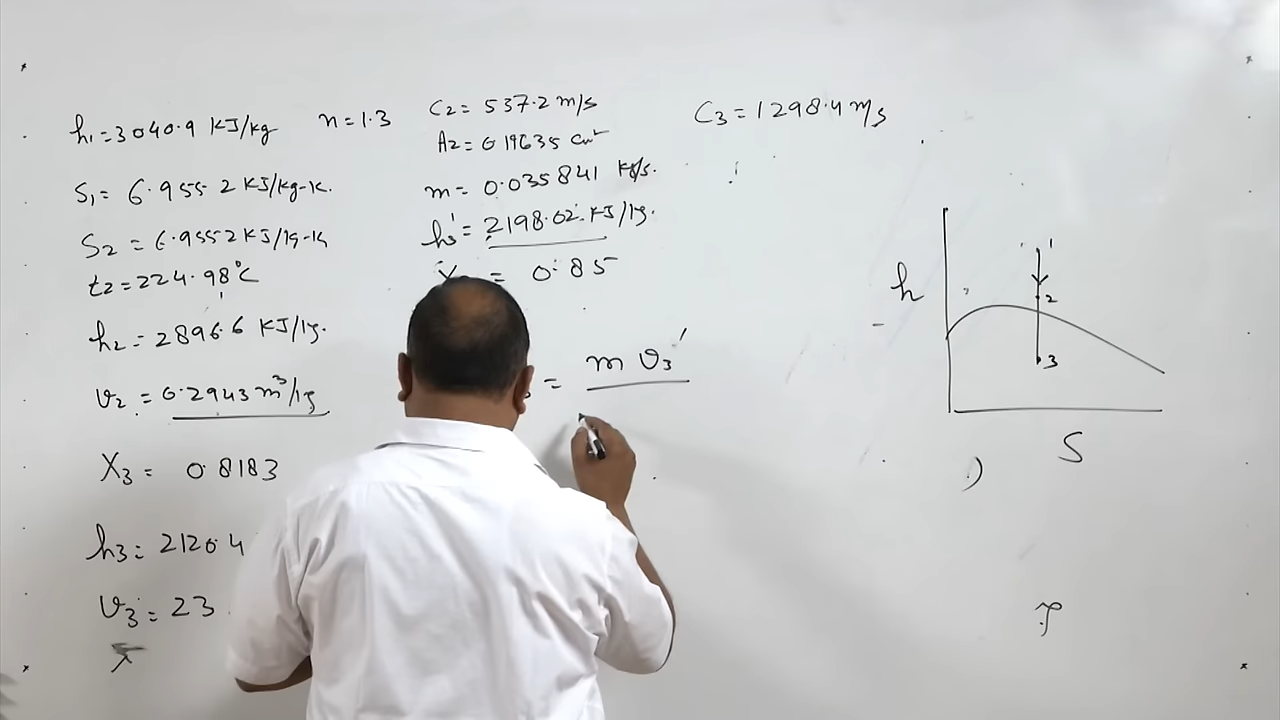 h₁=3040.9 KJ/kg
n=1.3
S₁= 6.9552 KJ/kg-K.
S₂ = 6.9552 KJ/kg-K
t₂=224.98°C
h₂=2896.6 KJ/kg.
v₂ = 0.2943 m³/kg
X₃= 0.8183
h₃= 2120.4
v₃= 23.
C₂= 537.2 m/s
A₂= 0.19635 cm²
m= 0.035841 kg/s.
h₃'= 2198.02 KJ/kg.
= 0.85
= m v₃'
C₃=1298.4 m/s
h
1
2
3
S